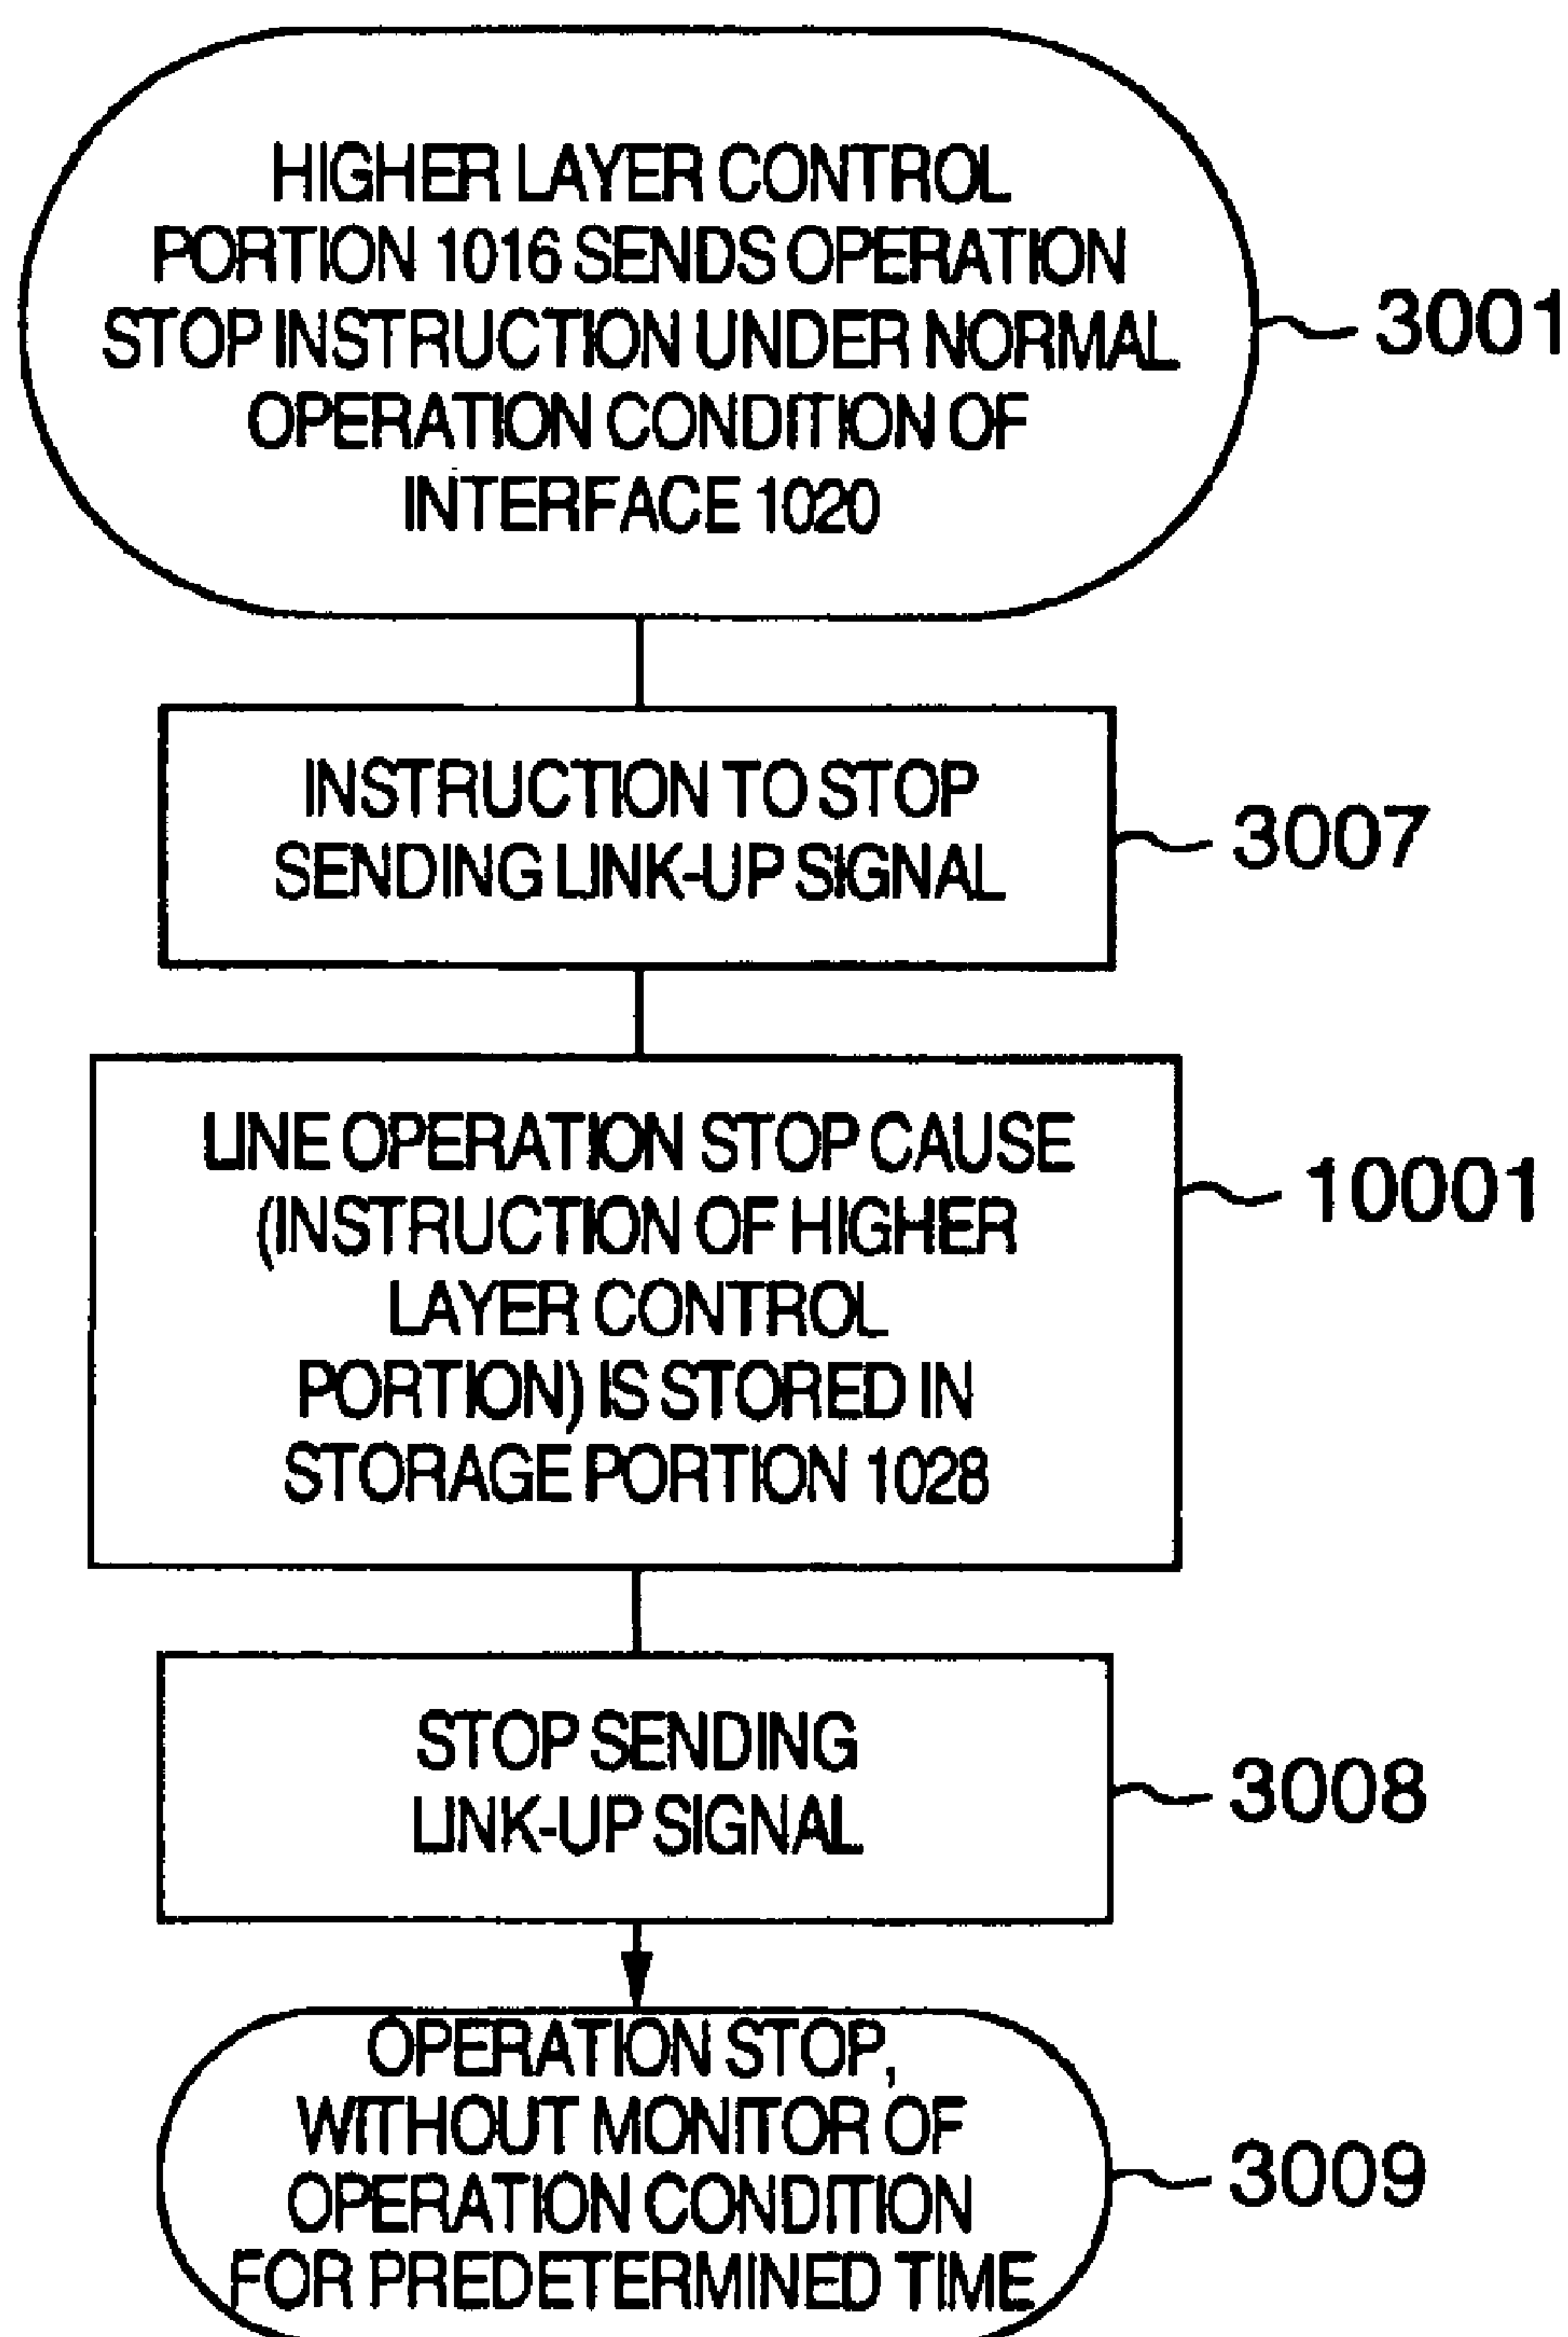 HIGHER LAYER CONTROL
PORTION 1016 SENDS OPERATION
STOP INSTRUCTION UNDER NORMAL
OPERATION CONDITION OF
INTERFACE 1020
3001
INSTRUCTION TO STOP
SENDING LINK-UP SIGNAL
3007
LINE OPERATION STOP CAUSE
(INSTRUCTION OF HIGHER
LAYER CONTROL
PORTION) IS STORED IN
STORAGE PORTION 1028
10001
STOP SENDING
LINK-UP SIGNAL
3008
OPERATION STOP,
WITHOUT MONITOR OF
OPERATION CONDITION
FOR PREDETERMINED TIME
3009